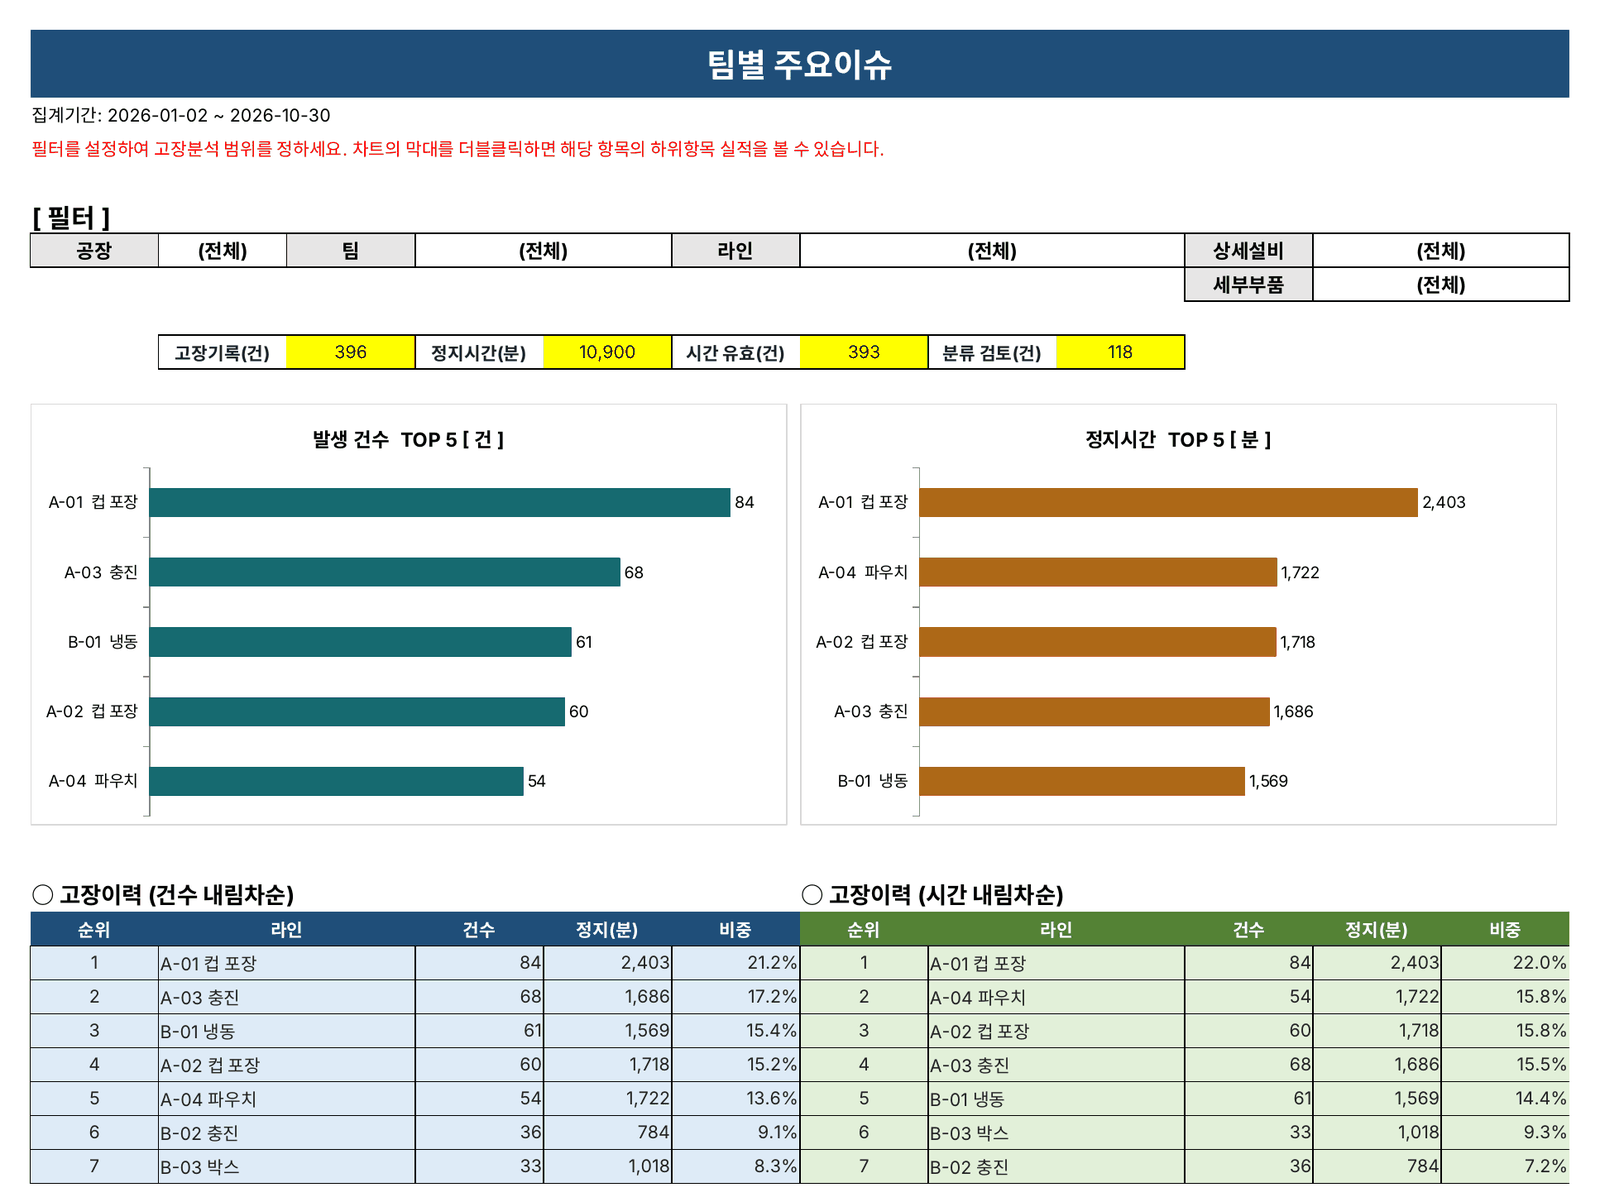 팀별 주요이슈
집계기간: 2026-01-02 ~ 2026-10-30
필터를 설정하여 고장분석 범위를 정하세요. 차트의 막대를 더블클릭하면 해당 항목의 하위항목 실적을 볼 수 있습니다.
[ 필터 ]
공장 (전체) 팀 (전체) 라인 (전체) 상세설비 (전체)
세부부품 (전체)
고장기록(건) 396 정지시간(분) 10,900 시간 유효(건) 393 분류 검토(건) 118
발생 건수 TOP 5 [ 건 ]
A-01 컵 포장 84
A-03 충진 68
B-01 냉동 61
A-02 컵 포장 60
A-04 파우치 54
정지시간 TOP 5 [ 분 ]
A-01 컵 포장 2,403
A-04 파우치 1,722
A-02 컵 포장 1,718
A-03 충진 1,686
B-01 냉동 1,569
○ 고장이력 (건수 내림차순)
순위 라인 건수 정지(분) 비중
1 A-01 컵 포장 84 2,403 21.2%
2 A-03 충진 68 1,686 17.2%
3 B-01 냉동 61 1,569 15.4%
4 A-02 컵 포장 60 1,718 15.2%
5 A-04 파우치 54 1,722 13.6%
6 B-02 충진 36 784 9.1%
7 B-03 박스 33 1,018 8.3%
○ 고장이력 (시간 내림차순)
순위 라인 건수 정지(분) 비중
1 A-01 컵 포장 84 2,403 22.0%
2 A-04 파우치 54 1,722 15.8%
3 A-02 컵 포장 60 1,718 15.8%
4 A-03 충진 68 1,686 15.5%
5 B-01 냉동 61 1,569 14.4%
6 B-03 박스 33 1,018 9.3%
7 B-02 충진 36 784 7.2%